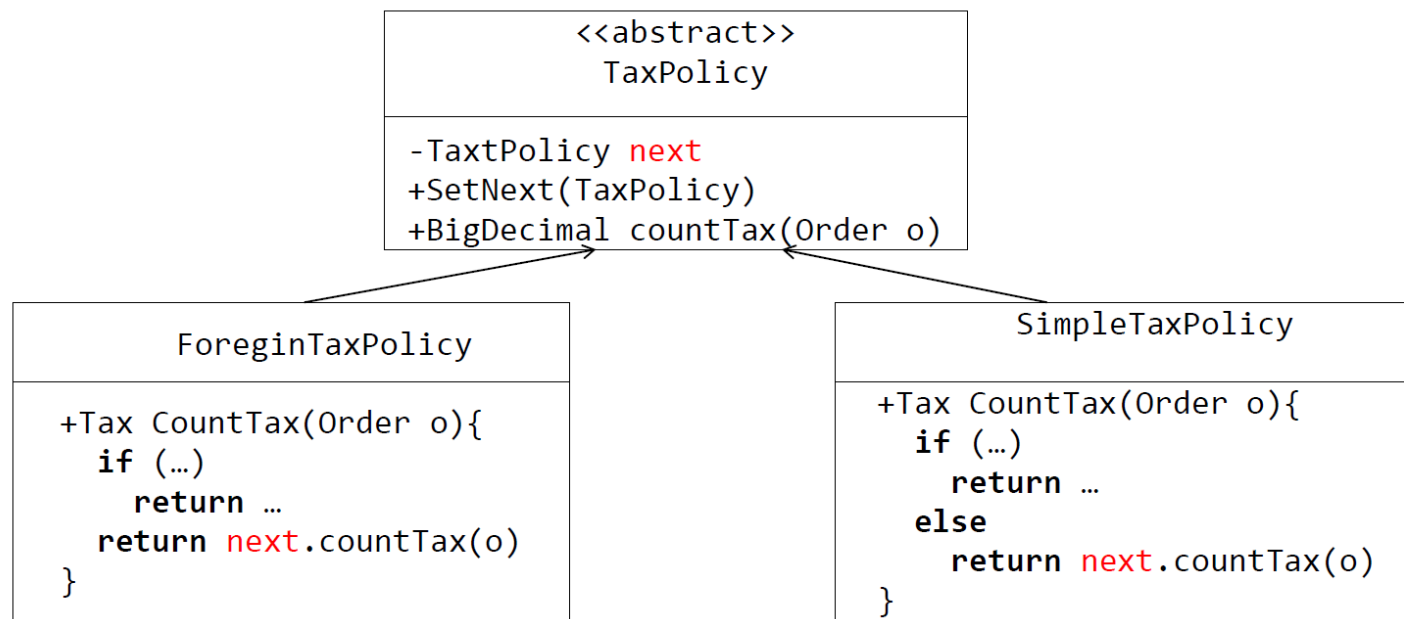 <<abstract>>
TaxPolicy
-TaxtPolicy next
+SetNext(TaxPolicy)
+BigDecimal countTax(Order o)
ForeginTaxPolicy
+Tax CountTax(Order o){
if (…)
return …
return next.countTax(o)
}
SimpleTaxPolicy
+Tax CountTax(Order o){
if (…)
return …
else
return next.countTax(o)
}